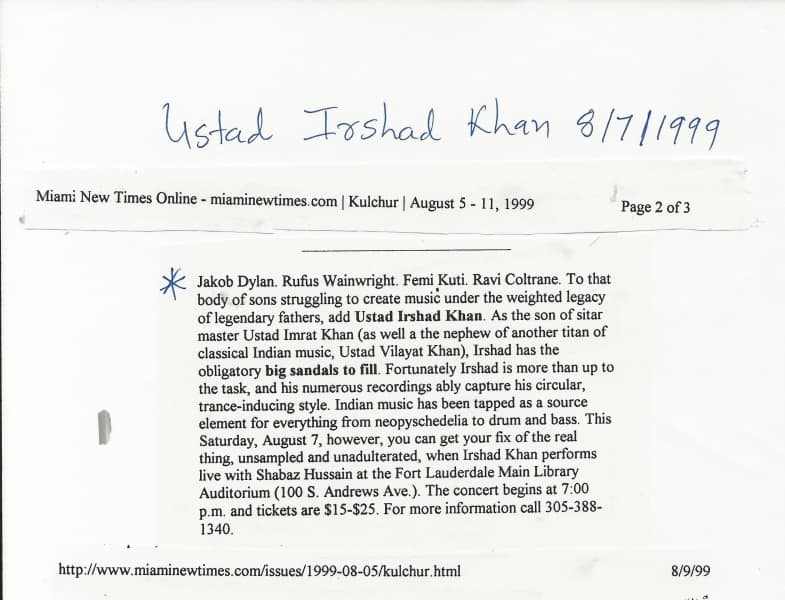 Ustad Irshad Khan 8/7/1999
Miami New Times Online - miaminewtimes.com | Kulchur | August 5 - 11, 1999
Page 2 of 3
* Jakob Dylan. Rufus Wainwright. Femi Kuti. Ravi Coltrane. To that
body of sons struggling to create music under the weighted legacy
of legendary fathers, add Ustad Irshad Khan. As the son of sitar
master Ustad Imrat Khan (as well a the nephew of another titan of
classical Indian music, Ustad Vilayat Khan), Irshad has the
obligatory big sandals to fill. Fortunately Irshad is more than up to
the task, and his numerous recordings ably capture his circular,
trance-inducing style. Indian music has been tapped as a source
element for everything from neopyschedelia to drum and bass. This
Saturday, August 7, however, you can get your fix of the real
thing, unsampled and unadulterated, when Irshad Khan performs
live with Shabaz Hussain at the Fort Lauderdale Main Library
Auditorium (100 S. Andrews Ave.). The concert begins at 7:00
p.m. and tickets are $15-$25. For more information call 305-388-
1340.
http://www.miaminewtimes.com/issues/1999-08-05/kulchur.html
8/9/99